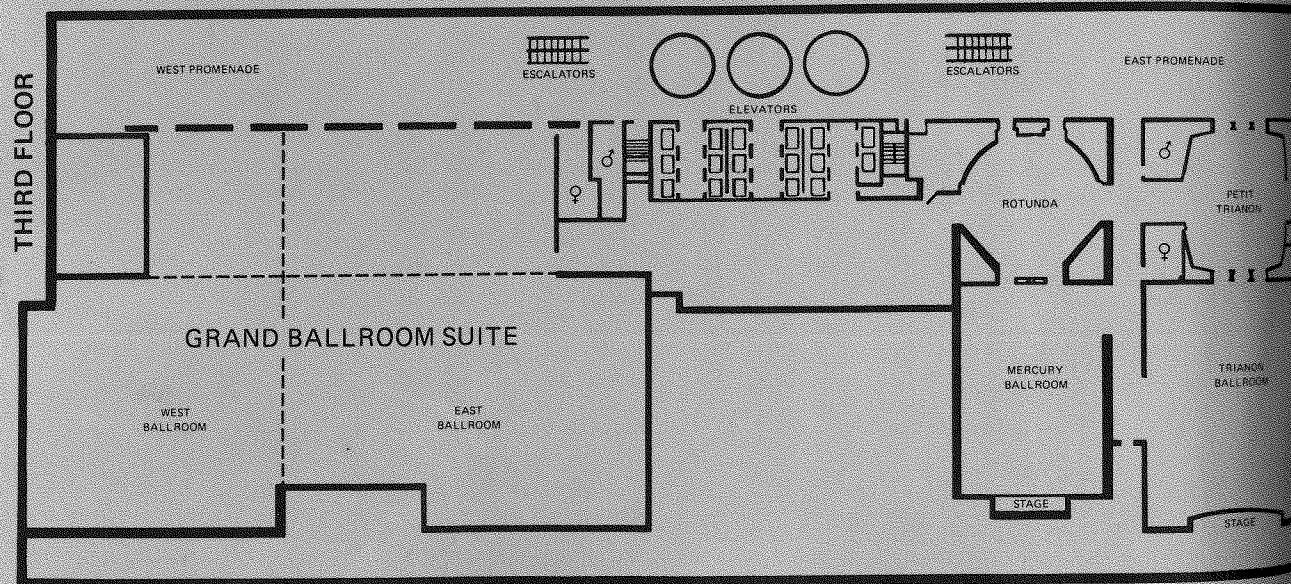 THIRD FLOOR
WEST PROMENADE
ESCALATORS
ELEVATORS
ESCALATORS
EAST PROMENADE
♂
♀
ROTUNDA
♂
PETIT
TRIANON
♀
GRAND BALLROOM SUITE
WEST
BALLROOM
EAST
BALLROOM
MERCURY
BALLROOM
TRIANON
BALLROOM
STAGE
STAGE